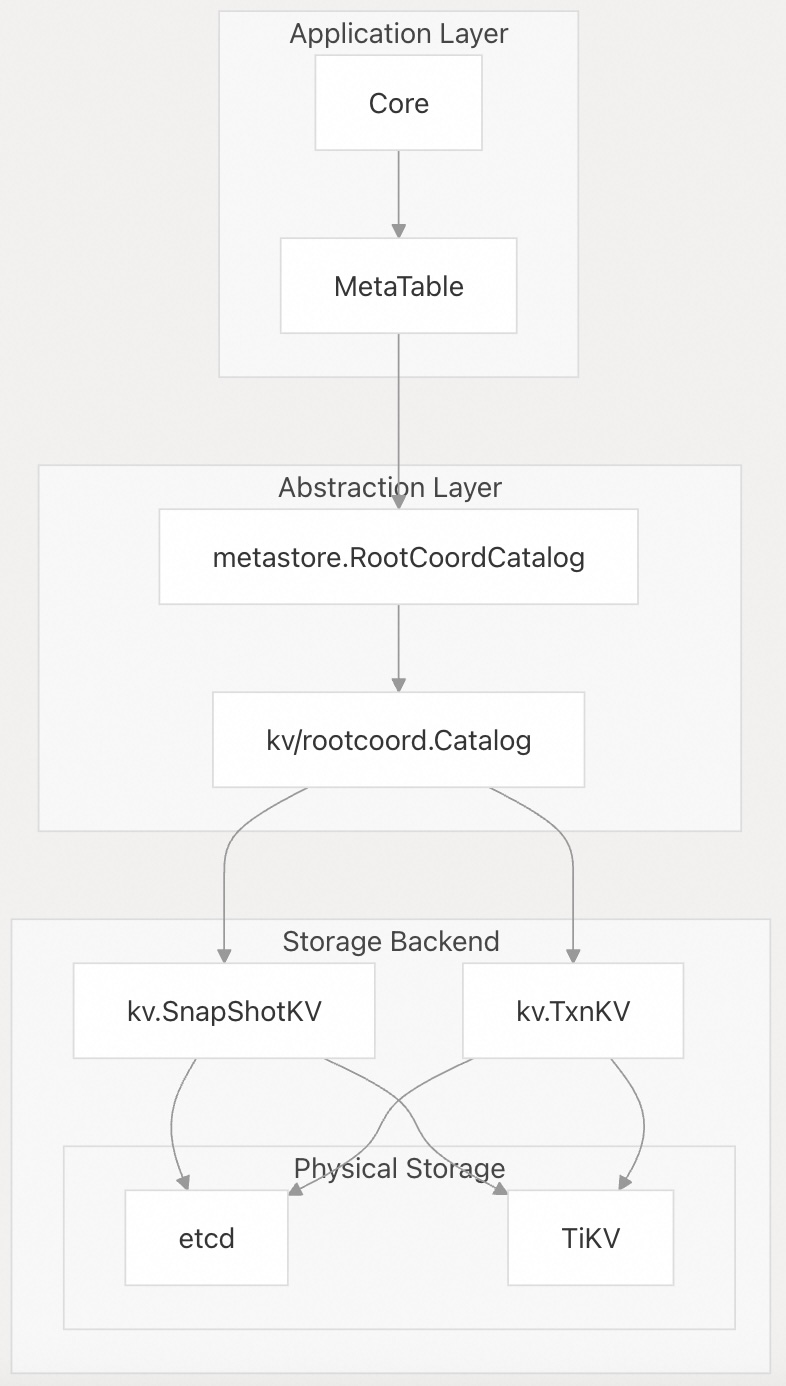 Application Layer
Core
MetaTable
Abstraction Layer
metastore.RootCoordCatalog
kv/rootcoord.Catalog
Storage Backend
kv.SnapShotKV
kv.TxnKV
Physical Storage
etcd
TiKV